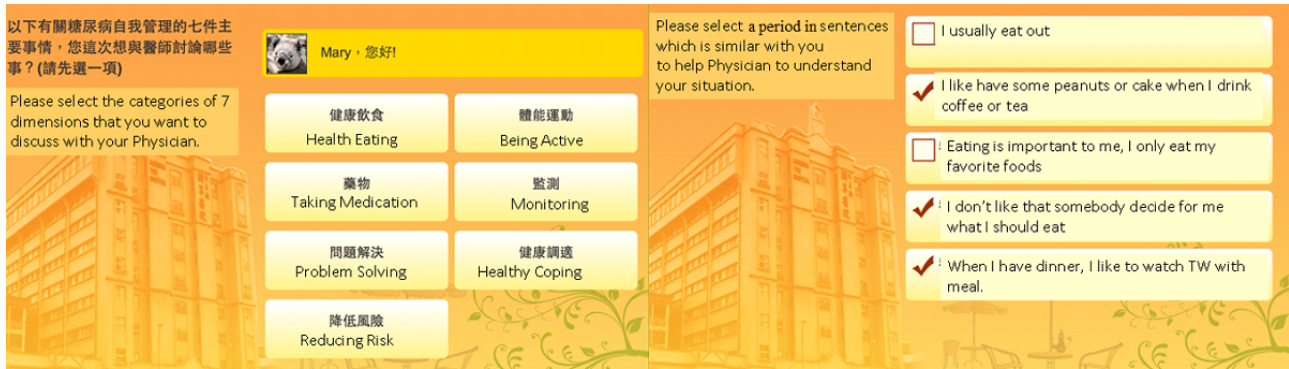 以下有關糖尿病自我管理的七件主
要事情，您這次想與醫師討論哪些
事？(請先選一項)
Please select the categories of 7
dimensions that you want to
discuss with your Physician.
Mary，您好!
健康飲食
Health Eating
體能運動
Being Active
藥物
Taking Medication
監測
Monitoring
問題解決
Problem Solving
健康調適
Healthy Coping
降低風險
Reducing Risk
Please select a period in sentences
which is similar with you
to help Physician to understand
your situation.
I usually eat out
I like have some peanuts or cake when I drink
coffee or tea
Eating is important to me, I only eat my
favorite foods
I don't like that somebody decide for me
what I should eat
When I have dinner, I like to watch TW with
meal.